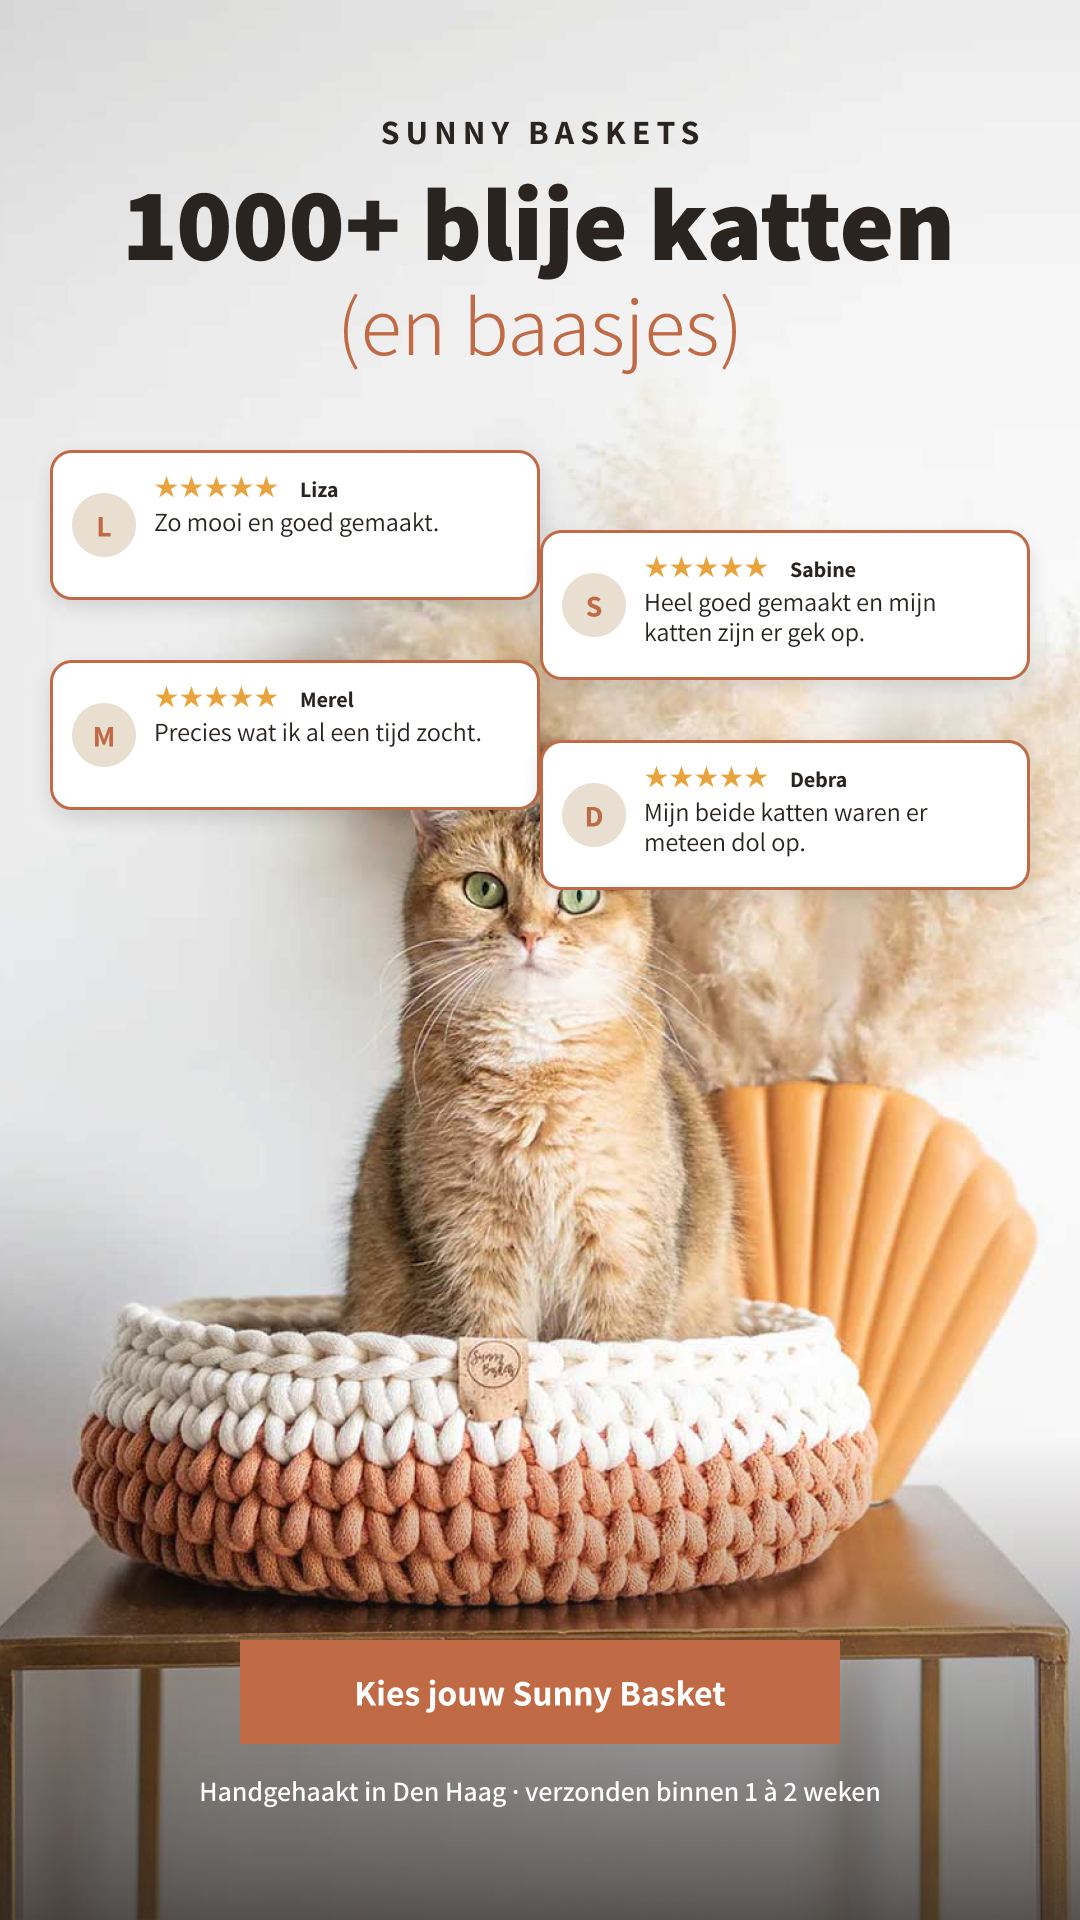 SUNNY BASKETS
1000+ blije katten
(en baasjes)
L
★★★★★ Liza
Zo mooi en goed gemaakt.
S
★★★★★ Sabine
Heel goed gemaakt en mijn
katten zijn er gek op.
M
★★★★★ Merel
Precies wat ik al een tijd zocht.
D
★★★★★ Debra
Mijn beide katten waren er
meteen dol op.
Sunny
Baskets
Kies jouw Sunny Basket
Handgehaakt in Den Haag · verzonden binnen 1 à 2 weken